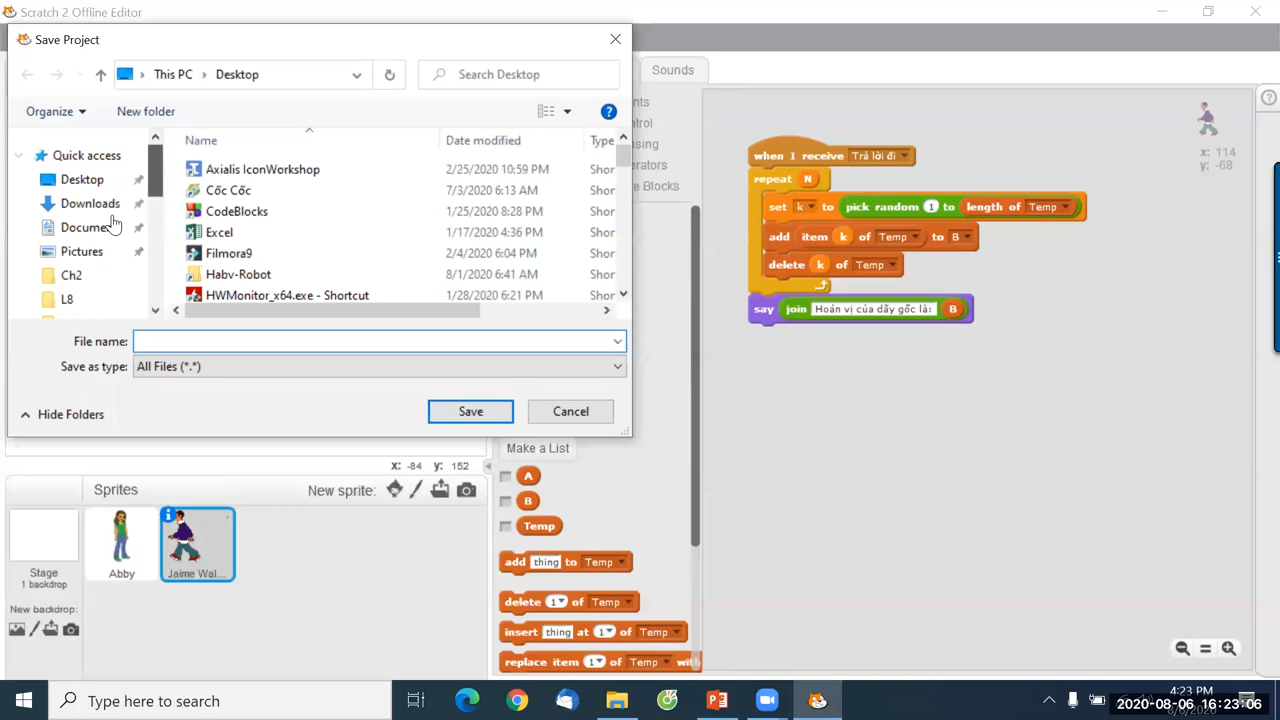 Scratch 2 Offline Editor
Save Project
This PC
Desktop
Search Desktop
Organize
New folder
Name
Date modified
Type
Quick access
Desktop
Downloads
Pictures
Ch2
L8
Axialis IconWorkshop 2/25/2020 10:59 PM Shor
Cốc Cốc 7/3/2020 6:13 AM Shor
CodeBlocks 1/25/2020 8:28 PM Shor
Excel 1/17/2020 4:36 PM Shor
Filmora9 2/4/2020 6:04 PM Shor
Haby-Robot 8/1/2020 6:41 AM Shor
HWMonitor_x64.exe - Shortcut 1/28/2020 6:21 PM Shor
File name:
Save as type: All Files (*.*)
Hide Folders
Save
Cancel
Sounds
x: 114
y: -68
when I receive Trả lời đi
repeat N
set k to pick random 1 to length of Temp
add item k of Temp to B
delete k of Temp
say join Hoán vị của dãy gốc là: B
Make a List
A
B
Temp
add thing to Temp
delete 1 of Temp
insert thing at 1 of Temp
replace item 1 of Temp
x: -84 y: 152
Sprites
New sprite:
Stage
1 backdrop
New backdrop:
Abby
Jaime Wal...
Type here to search
4:23 PM
2020-08-06 16:23:06